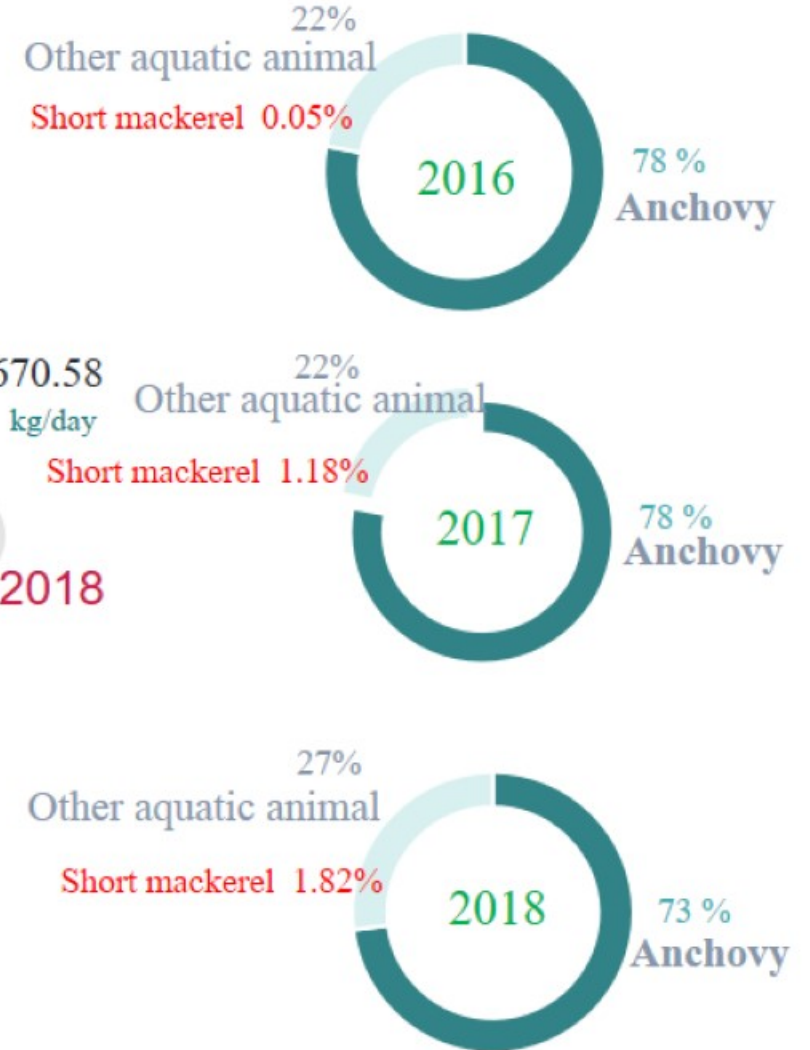 22%
Other aquatic animal
Short mackerel 0.05%
2016
78 %
Anchovy
670.58
kg/day
2018
22%
Other aquatic animal
Short mackerel 1.18%
2017
78 %
Anchovy
27%
Other aquatic animal
Short mackerel 1.82%
2018
73 %
Anchovy